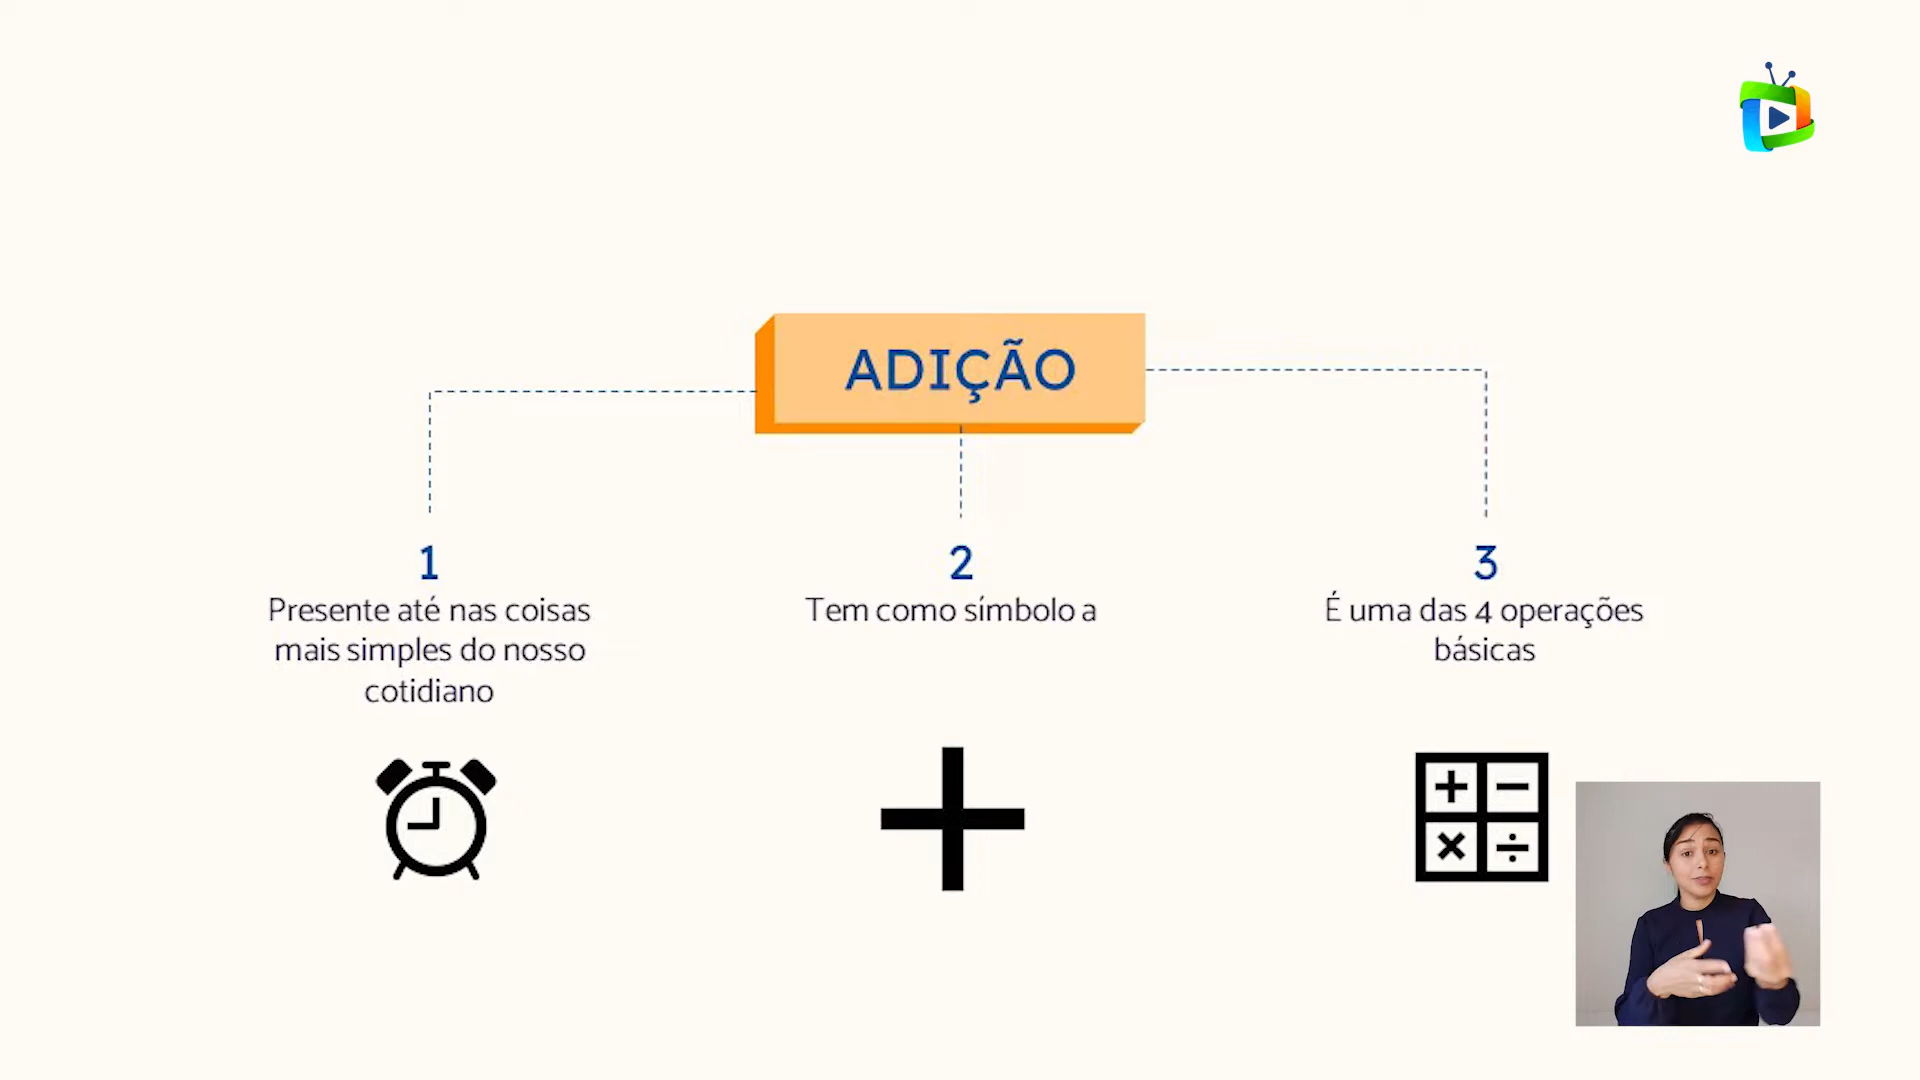 ADIÇÃO
1
Presente até nas coisas
mais simples do nosso
cotidiano
2
Tem como símbolo a
3
É uma das 4 operações
básicas